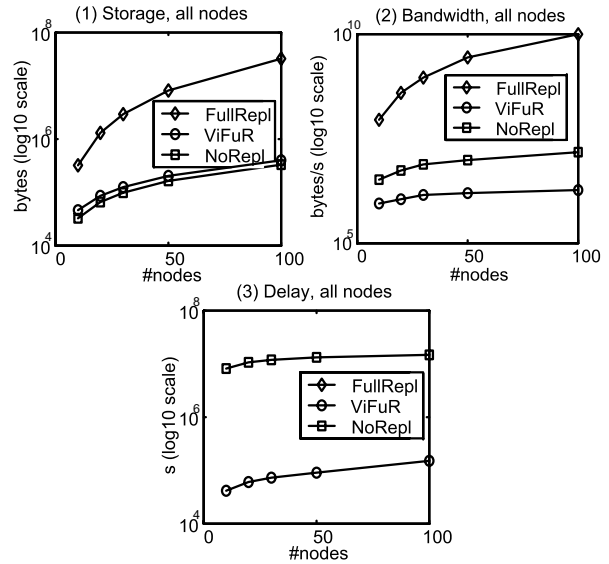 (1) Storage, all nodes
10^8
10^6
10^4
bytes (log10 scale)
FullRepl
ViFuR
NoRepl
0
50
100
#nodes
(2) Bandwidth, all nodes
10^10
10^5
bytes/s (log10 scale)
FullRepl
ViFuR
NoRepl
0
50
100
#nodes
(3) Delay, all nodes
10^8
10^6
10^4
s (log10 scale)
FullRepl
ViFuR
NoRepl
0
50
100
#nodes